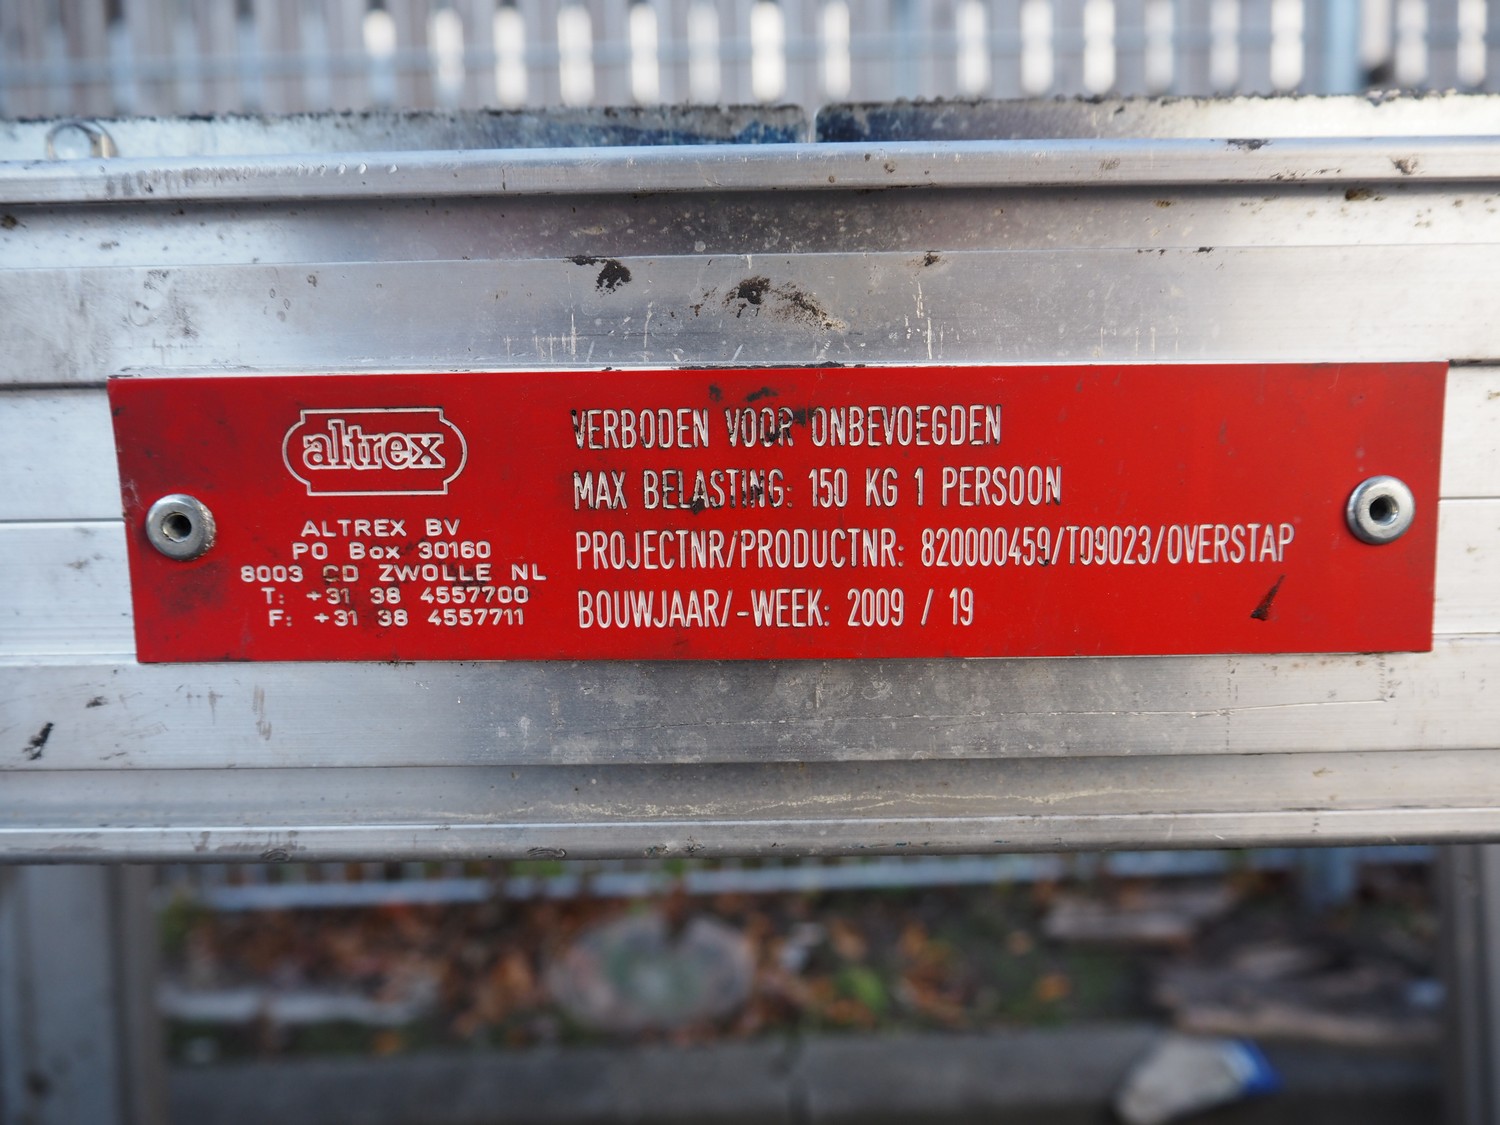 altrex
ALTREX BV
PO Box 30160
8003 CD ZWOLLE NL
T: +31 38 4557700
F: +31 38 4557711
VERBODEN VOOR ONBEVOEGDEN
MAX BELASTING: 150 KG 1 PERSOON
PROJECTNR/PRODUCTNR: 820000459/T09023/OVERSTAP
BOUWJAAR/-WEEK: 2009 / 19